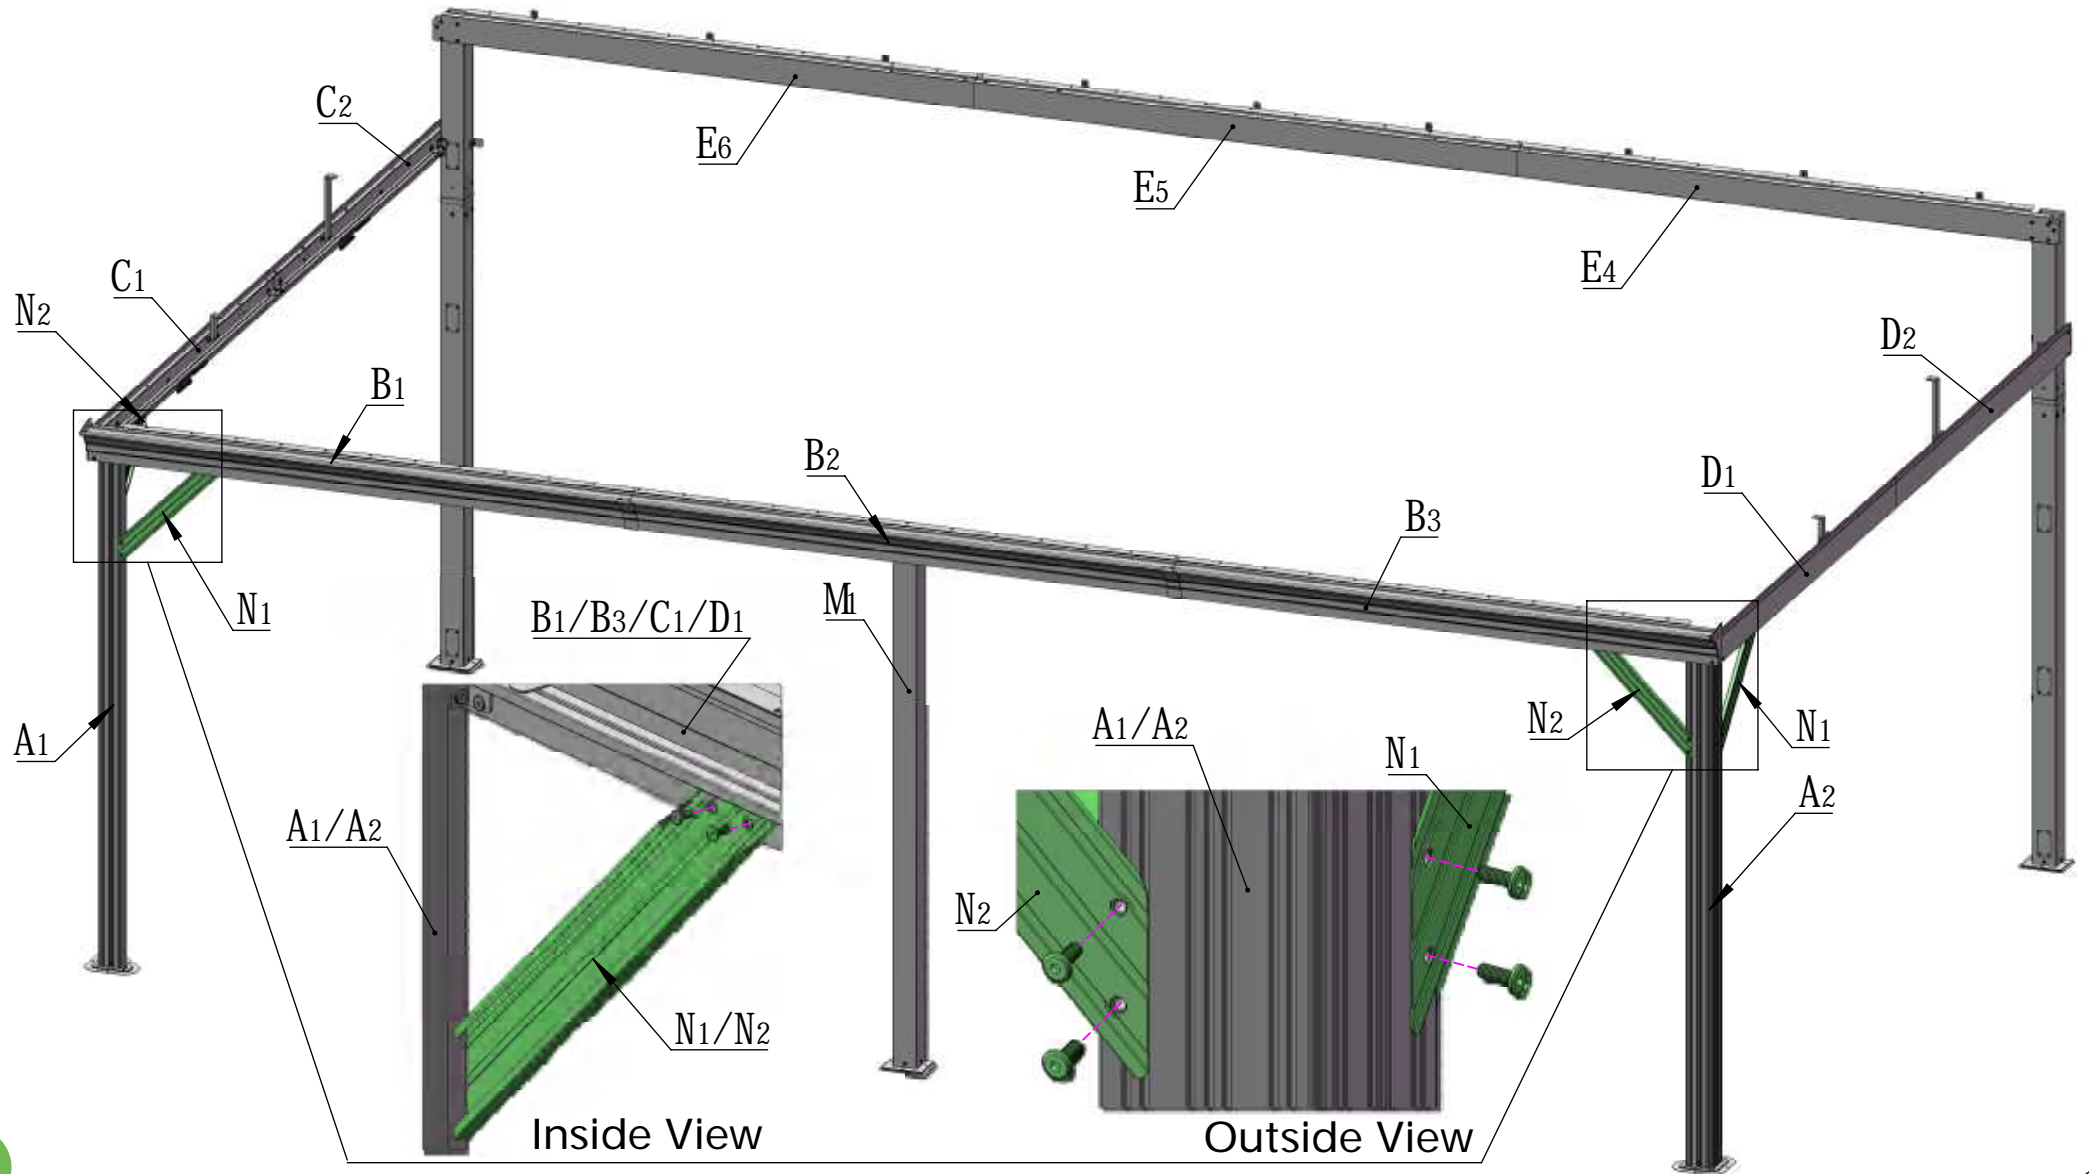 C2
E6
E5
E4
C1
N2
D2
B1
B2
D1
B3
N1
B1/B3/C1/D1
M1
A1
N2
N1
A1/A2
A1/A2
N1
A2
N2
N1/N2
Inside View
Outside View